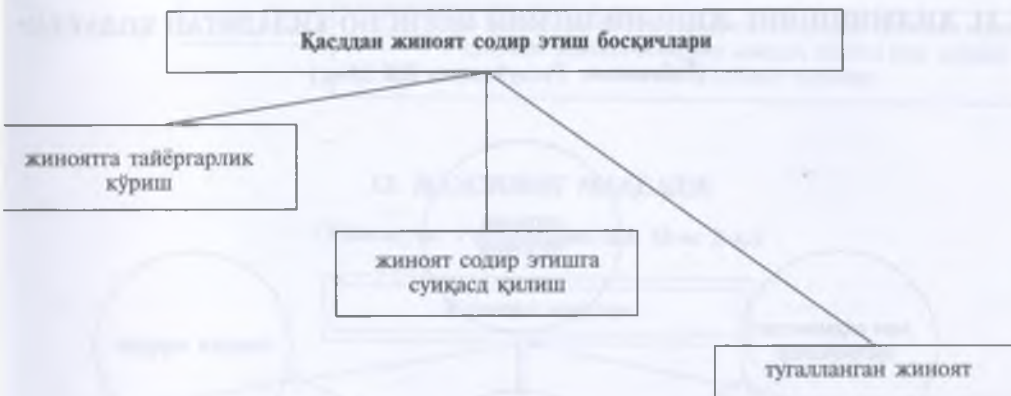 Қасддан жиноят содир этиш босқичлари
жиноятга тайёргарлик
кўриш
жиноят содир этишга
суиқасд қилиш
тугалланган жиноят